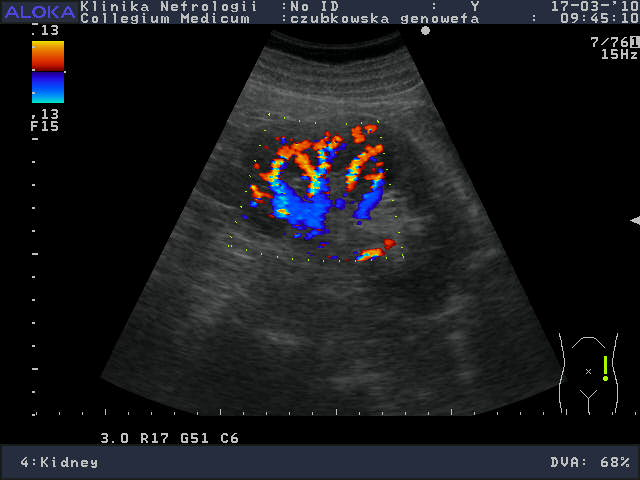 ALOKA Klinika Nefrologii :No ID : Y 17-03-'10
Collegium Medicum :czubkowska genowefa : 09:45:10
.13
7/761
15Hz
.13
F15
3.0 R17 G51 C6
4:Kidney DVA: 68%